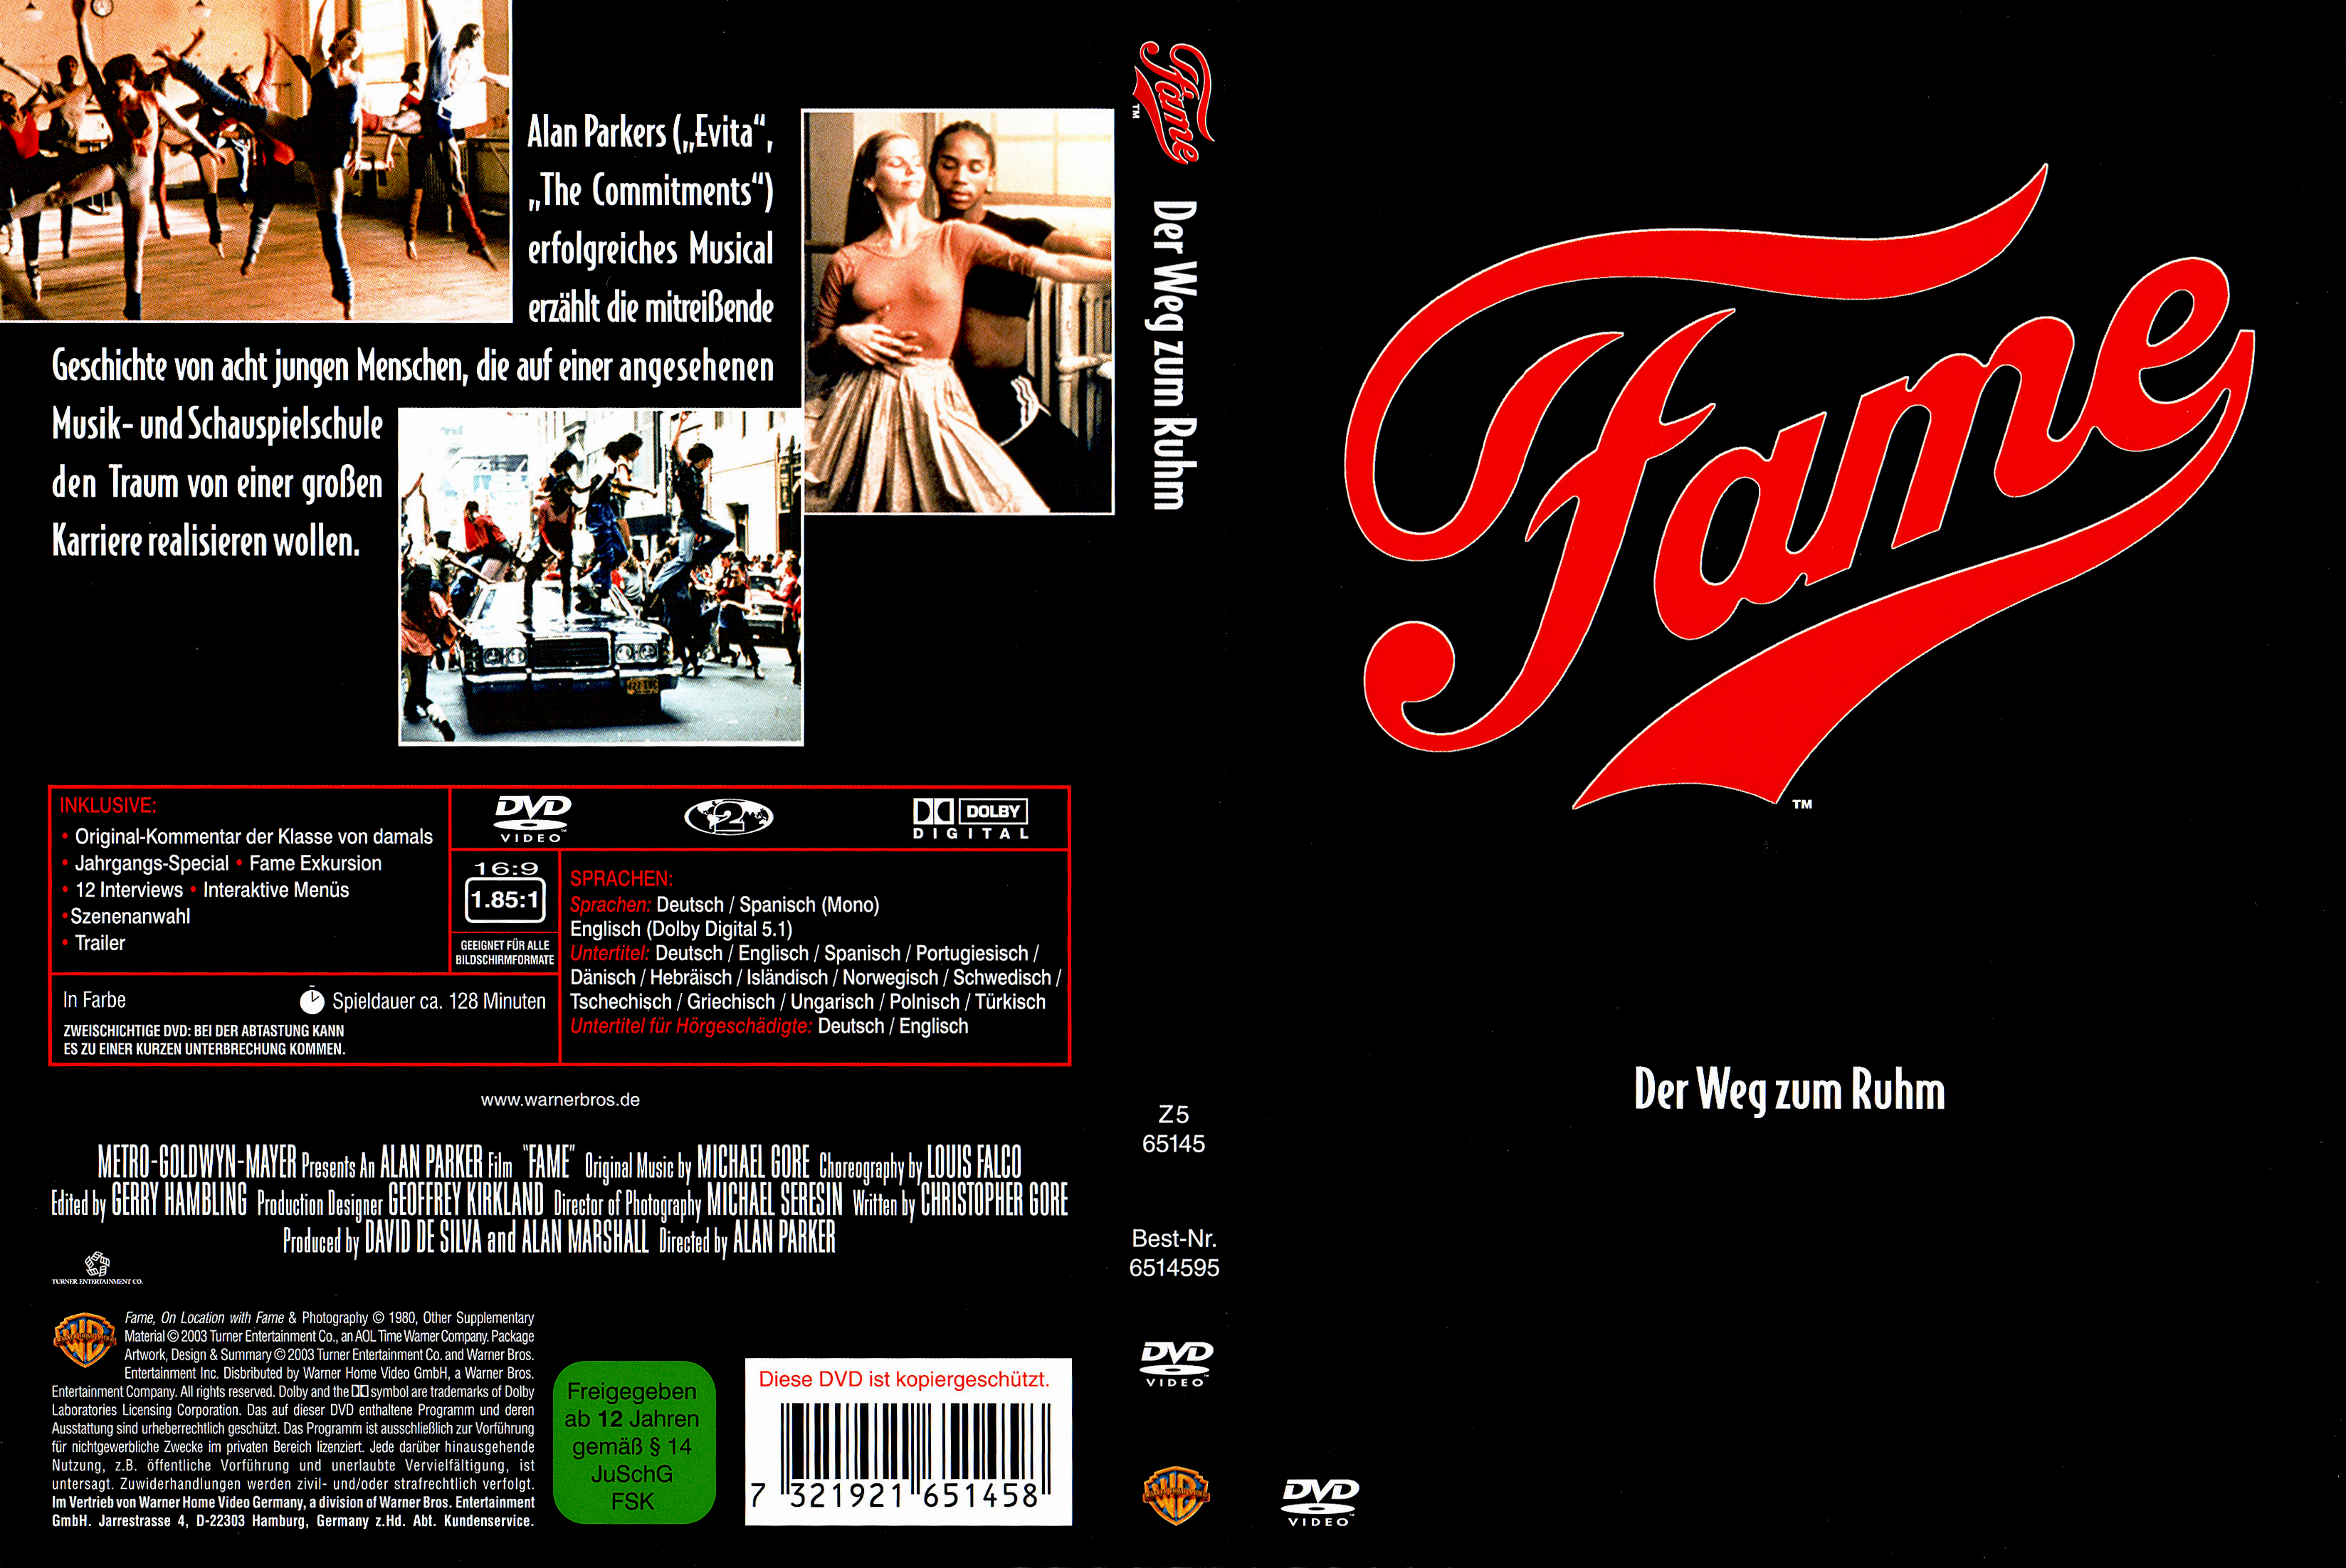 Alan Parkers („Evita“,
„The Commitments“)
erfolgreiches Musical
erzählt die mitreißende
Geschichte von acht jungen Menschen, die auf einer angesehenen
Musik- und Schauspielschule
den Traum von einer großen
Karriere realisieren wollen.
INKLUSIVE:
• Original-Kommentar der Klasse von damals
• Jahrgangs-Special • Fame Exkursion
• 12 Interviews • Interaktive Menüs
• Szenenanwahl
• Trailer
DVD
VIDEO
2
DOLBY
DIGITAL
16:9
1.85:1
GEEIGNET FÜR ALLE
BILDSCHIRMFORMATE
SPRACHEN:
Sprachen: Deutsch / Spanisch (Mono)
Englisch (Dolby Digital 5.1)
Untertitel: Deutsch / Englisch / Spanisch / Portugiesisch /
Dänisch / Hebräisch / Isländisch / Norwegisch / Schwedisch /
Tschechisch / Griechisch / Ungarisch / Polnisch / Türkisch
Untertitel für Hörgeschädigte: Deutsch / Englisch
In Farbe
Spieldauer ca. 128 Minuten
ZWEISCHICHTIGE DVD: BEI DER ABTASTUNG KANN
ES ZU EINER KURZEN UNTERBRECHUNG KOMMEN.
www.warnerbros.de
METRO-GOLDWYN-MAYER Presents An ALAN PARKER Film "FAME" Original Music by MICHAEL GORE Choreography by LOUIS FALCO
Edited by GERRY HAMBLING Production Designer GEOFFREY KIRKLAND Director of Photography MICHAEL SERESIN Written by CHRISTOPHER GORE
Produced by DAVID DE SILVA and ALAN MARSHALL Directed by ALAN PARKER
TURNER ENTERTAINMENT CO.
Fame, On Location with Fame & Photography © 1980, Other Supplementary
Material © 2003 Turner Entertainment Co., an AOL Time Warner Company. Package
Artwork, Design & Summary © 2003 Turner Entertainment Co. and Warner Bros.
Entertainment Inc. Disbributed by Warner Home Video GmbH, a Warner Bros.
Entertainment Company. All rights reserved. Dolby and the symbol are trademarks of Dolby
Laboratories Licensing Corporation. Das auf dieser DVD enthaltene Programm und deren
Ausstattung sind urheberrechtlich geschützt. Das Programm ist ausschließlich zur Vorführung
für nichtgewerbliche Zwecke im privaten Bereich lizenziert. Jede darüber hinausgehende
Nutzung, z.B. öffentliche Vorführung und unerlaubte Vervielfältigung, ist
untersagt. Zuwiderhandlungen werden zivil- und/oder strafrechtlich verfolgt.
Im Vertrieb von Warner Home Video Germany, a division of Warner Bros. Entertainment
GmbH. Jarrestrasse 4, D-22303 Hamburg, Germany z.Hd. Abt. Kundenservice.
Freigegeben
ab 12 Jahren
gemäß § 14
JuSchG
FSK
Diese DVD ist kopiergeschützt.
7 321921 651458
Fame
TM
Der Weg zum Ruhm
Z5
65145
Best-Nr.
6514595
DVD
VIDEO
Fame
TM
Der Weg zum Ruhm
DVD
VIDEO